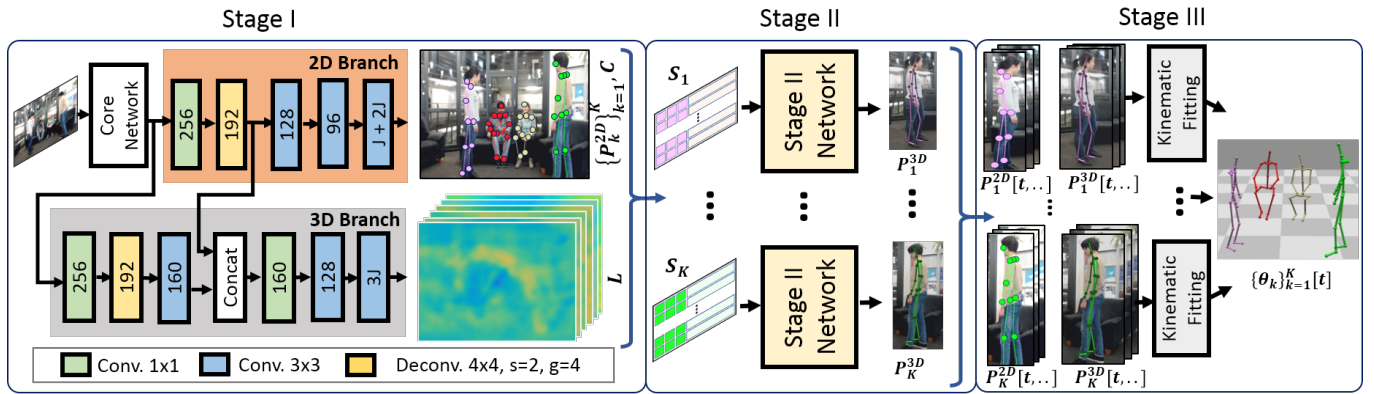 Stage I
Stage II
Stage III
2D Branch
Core
Network
256
192
128
96
J + 2J
{P_k^{2D}}_{k=1}^{K}, C
3D Branch
256
192
160
Concat
160
128
3J
L
Conv. 1x1
Conv. 3x3
Deconv. 4x4, s=2, g=4
S_1
...
Stage II
Network
P_1^{3D}
...
S_K
...
Stage II
Network
P_K^{3D}
P_1^{2D}[t,..]
P_1^{3D}[t,..]
Kinematic
Fitting
...
P_K^{2D}[t,..]
P_K^{3D}[t,..]
Kinematic
Fitting
{θ_k}_{k=1}^{K}[t]